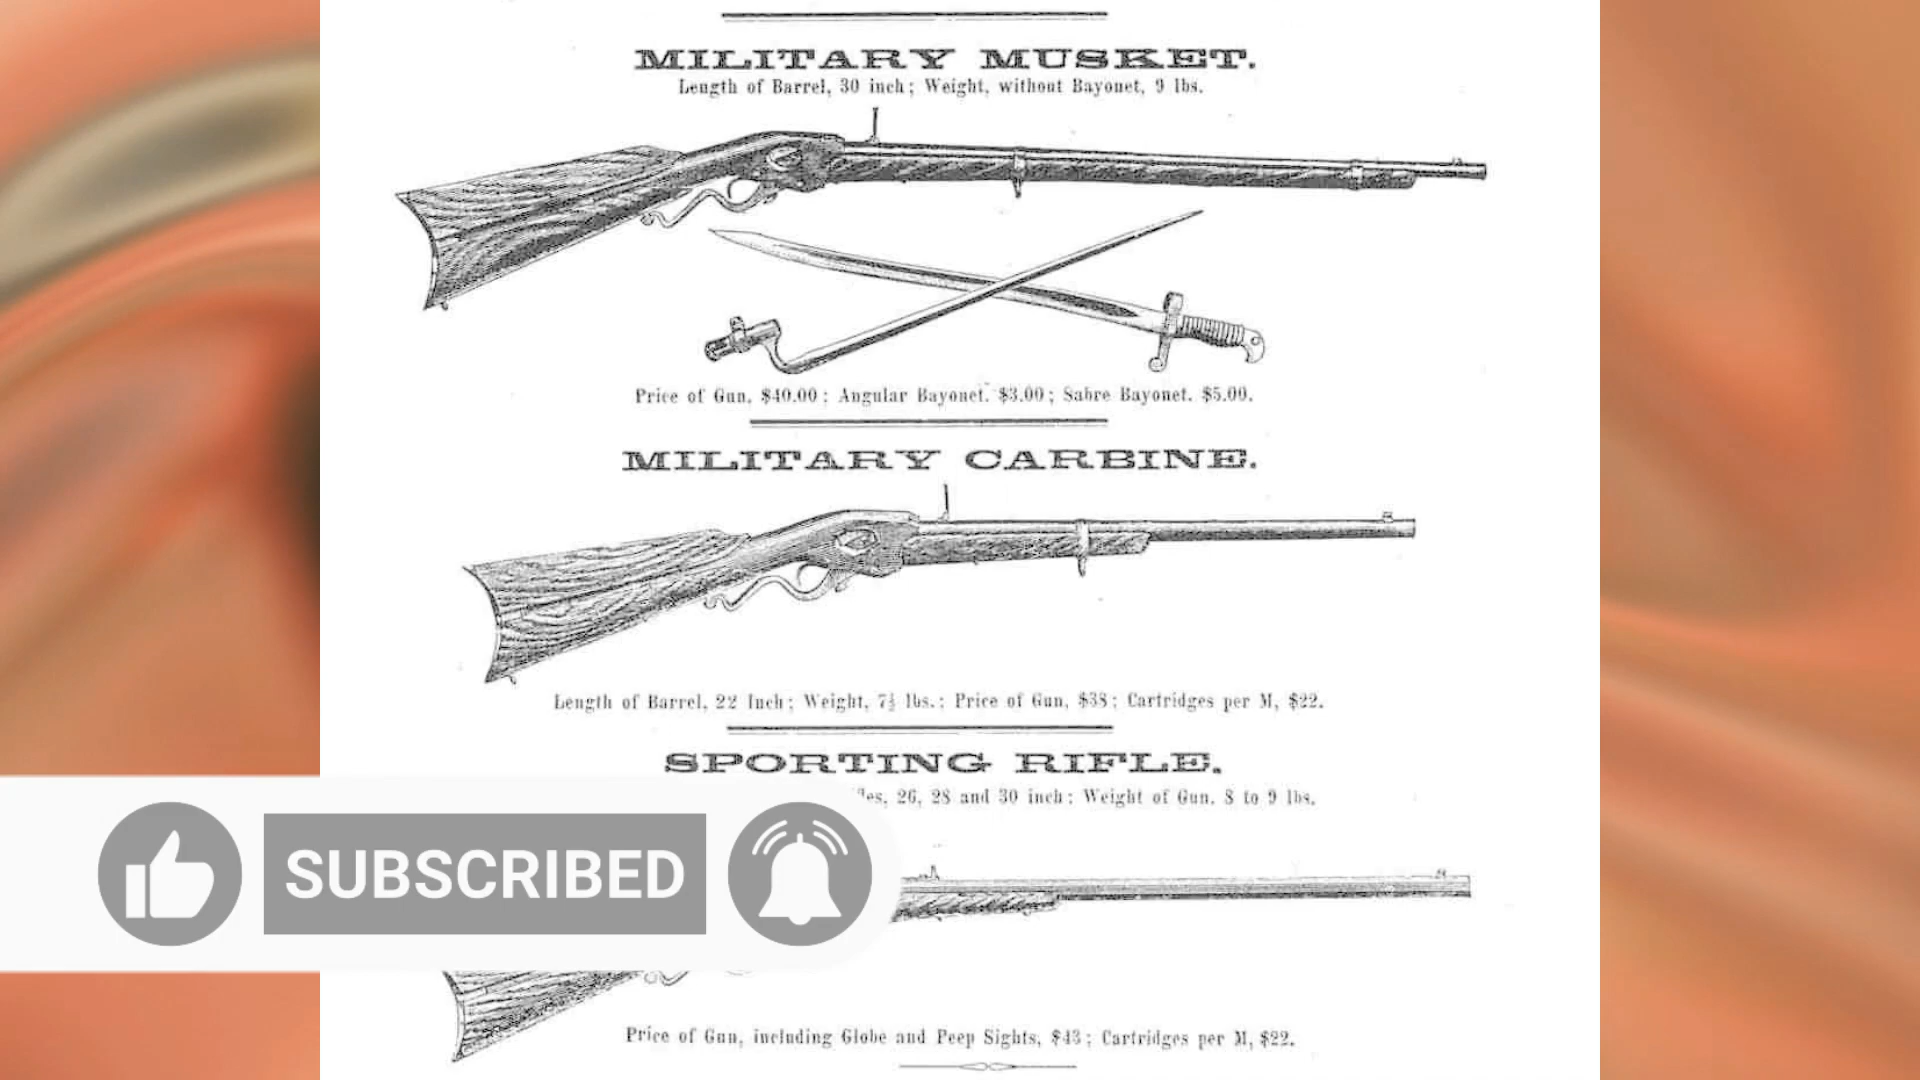 MILITARY MUSKET.
Length of Barrel, 30 inch; Weight, without Bayonet, 9 lbs.
Price of Gun, $40.00; Angular Bayonet. $3.00; Sabre Bayonet. $5.00.
MILITARY CARBINE.
Length of Barrel, 22 Inch; Weight, 7½ lbs.; Price of Gun, $38; Cartridges per M, $22.
SPORTING RIFLE.
26, 28 and 30 inch; Weight of Gun. 8 to 9 lbs.
SUBSCRIBED
Price of Gun, including Globe and Peep Sights, $43; Cartridges per M, $22.